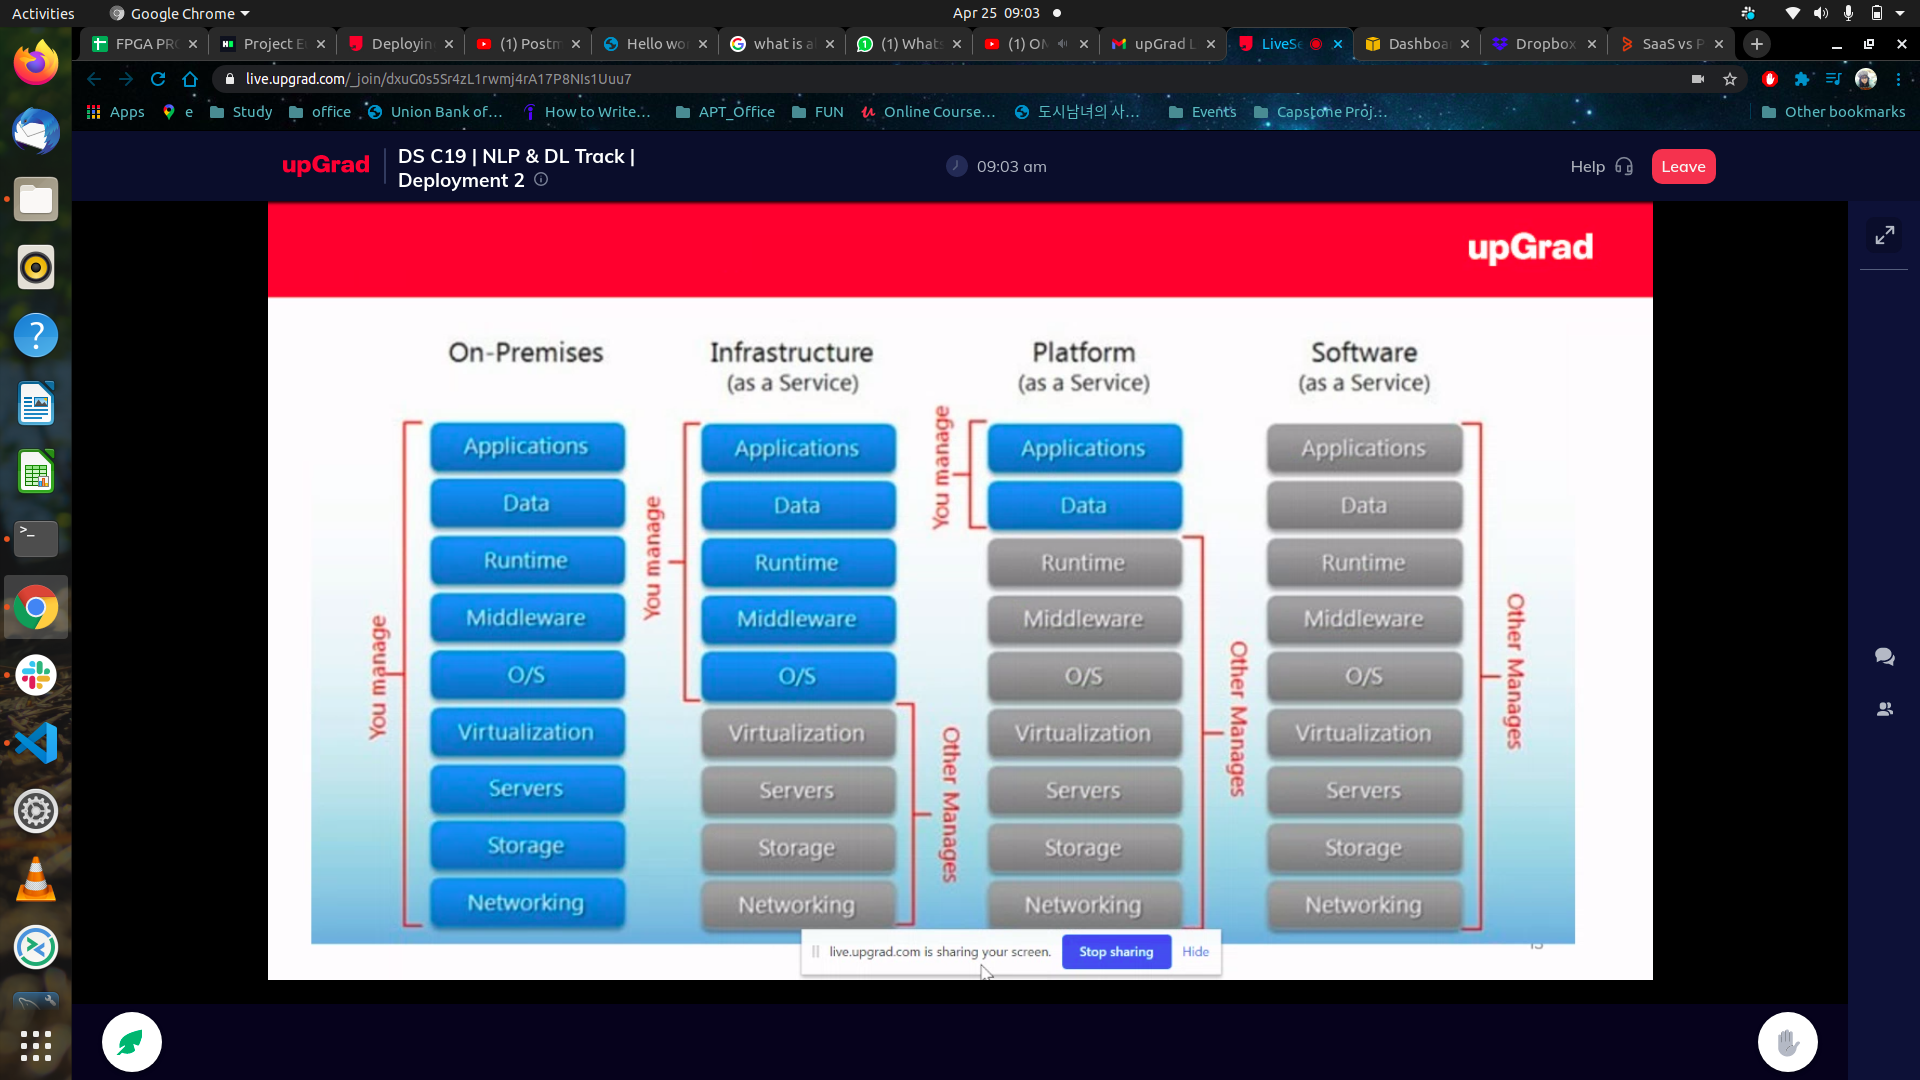 Activities
Google Chrome
Apr 25 09:03
FPGA PR
Project E
Deployin
(1) Postm
Hello wo
what is a
(1) Whats
(1) O
upGrad L
LiveSe
Dashboa
Dropbox
SaaS vs P
live.upgrad.com/_join/dxuG0s5Sr4zL1rwmj4rA17P8NIs1Uuu7
Apps
e
Study
office
Union Bank of...
How to Write...
APT_Office
FUN
Online Course...
도시남녀의 사...
Events
Capstone Proj...
Other bookmarks
upGrad
DS C19 | NLP & DL Track |
Deployment 2
09:03 am
Help
Leave
upGrad
On-Premises
You manage
Applications
Data
Runtime
Middleware
O/S
Virtualization
Servers
Storage
Networking
Infrastructure
(as a Service)
You manage
Applications
Data
Runtime
Middleware
O/S
Virtualization
Servers
Storage
Networking
Other Manages
Platform
(as a Service)
You manage
Applications
Data
Runtime
Middleware
O/S
Virtualization
Servers
Storage
Networking
Other Manages
Software
(as a Service)
Applications
Data
Runtime
Middleware
O/S
Virtualization
Servers
Storage
Networking
Other Manages
live.upgrad.com is sharing your screen.
Stop sharing
Hide